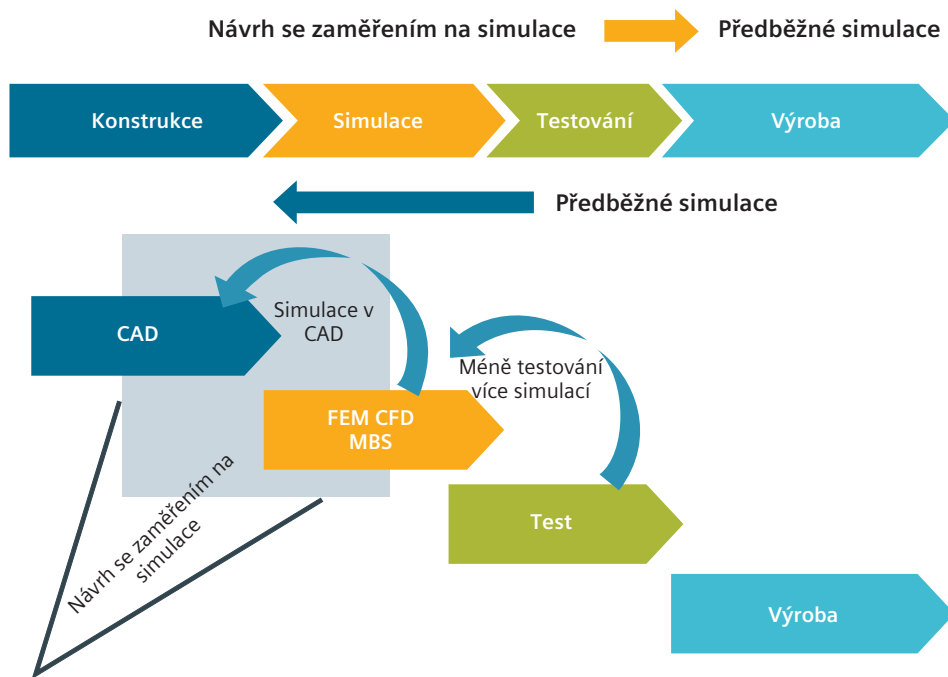 Návrh se zaměřením na simulace
Předběžné simulace
Konstrukce
Simulace
Testování
Výroba
Předběžné simulace
CAD
Simulace v
CAD
Méně testování
více simulací
FEM CFD
MBS
Návrh se zaměřením na
simulace
Test
Výroba